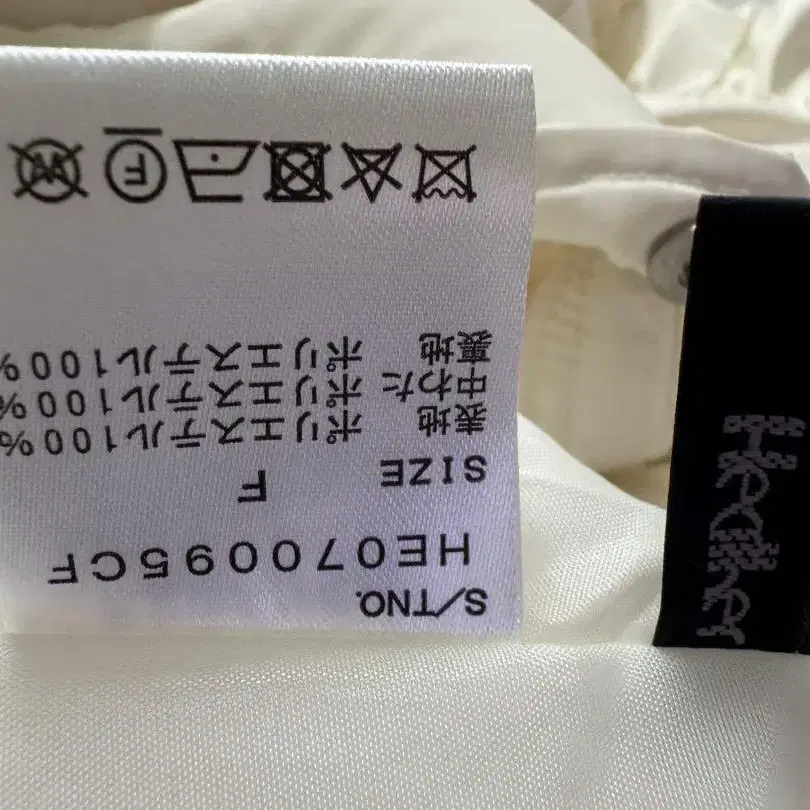 S/TNO.
HE070095CF
SIZE F
表地 ポリエステル100%
中わた ポリエステル100%
裏地 ポリエステル100%
F
W
Heather